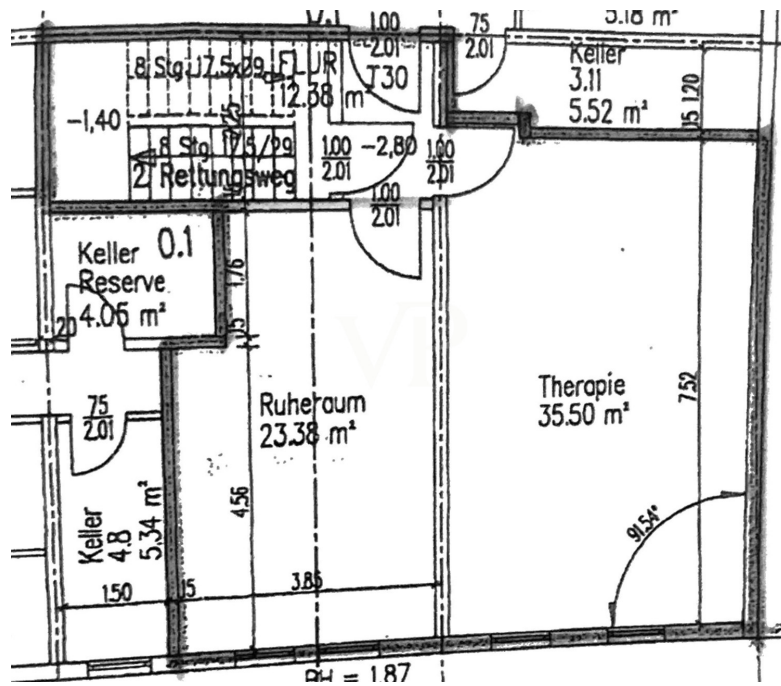 0.1
1.00
2.01
75
2.01
5.18 m²
8 Stg. 17,5x29
FLUR
12.38 m²
T30
Keller
3.11
5.52 m²
1.20
15
-1,40
8 Stg. 17,5/29
2. Rettungsweg
1.00
2.01
-2,80
1.00
2.01
1.00
2.01
Keller
Reserve
4.05 m²
0.1
1.76
15
20
VP
Ruheraum
23.38 m²
Therapie
35.50 m²
7.52
75
2.01
Keller
4.8
5.34 m²
4.56
91.54°
1.50
15
3.85
BH = 1.87